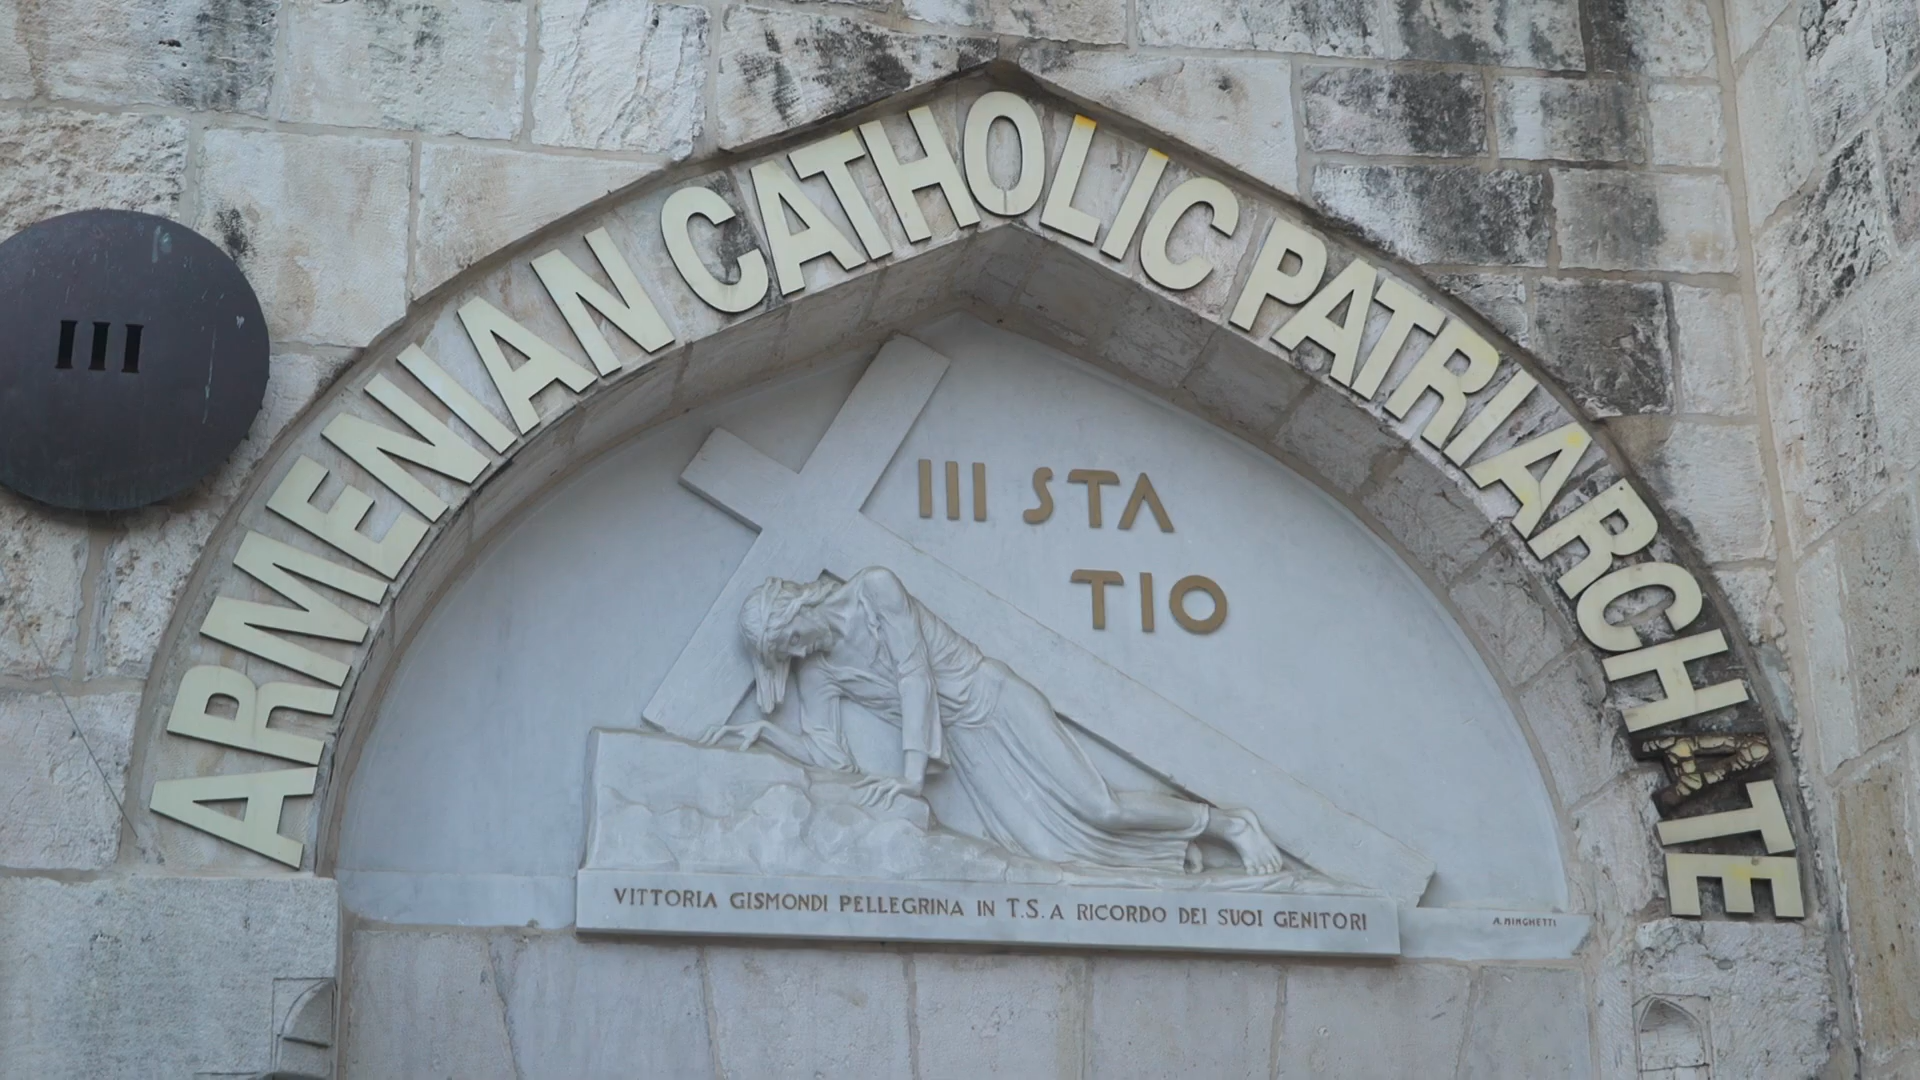 ARMENIAN CATHOLIC PATRIARCHATE
III
III STA
TIO
VITTORIA GISMONDI PELLEGRINA IN T.S. A RICORDO DEI SUOI GENITORI
A. MINGHETTI